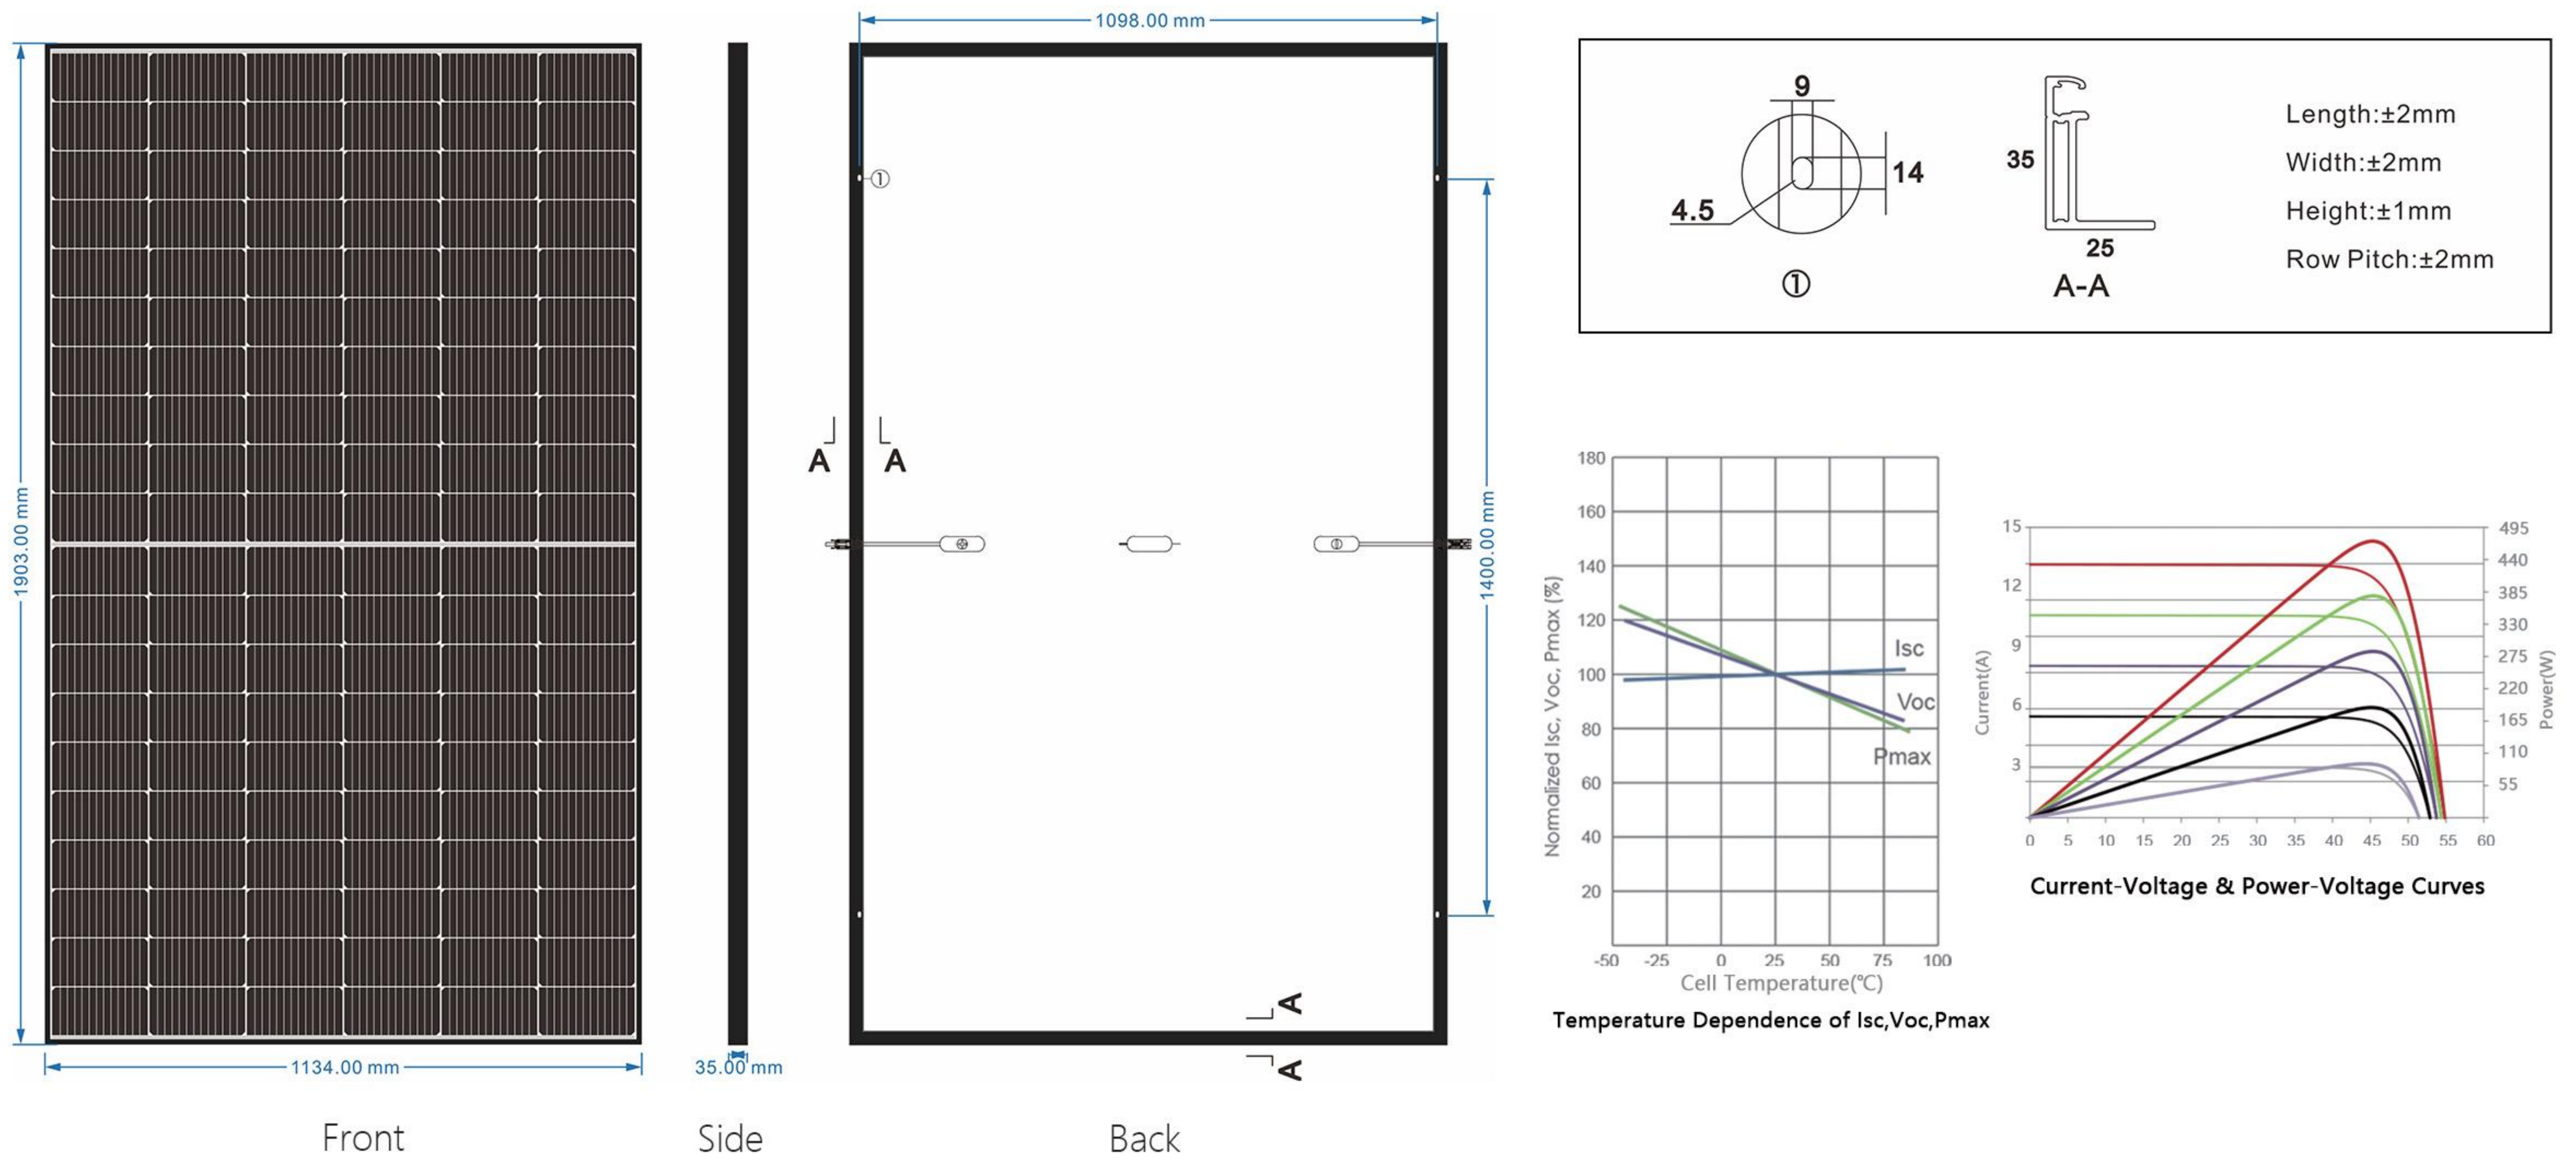 1903.00 mm
1134.00 mm
Front
35.00 mm
Side
1098.00 mm
①
A A
1400.00 mm
A
A
Back
9
14
4.5
①
35
25
A-A
Length:±2mm
Width:±2mm
Height:±1mm
Row Pitch:±2mm
Normalized Isc, Voc, Pmax (%)
180
160
140
120
100
80
60
40
20
Isc
Voc
Pmax
-50 -25 0 25 50 75 100
Cell Temperature(℃)
Temperature Dependence of Isc,Voc,Pmax
Current(A)
15
12
9
6
3
495
440
385
330
275
220
165
110
55
Power(W)
0 5 10 15 20 25 30 35 40 45 50 55 60
Current-Voltage & Power-Voltage Curves